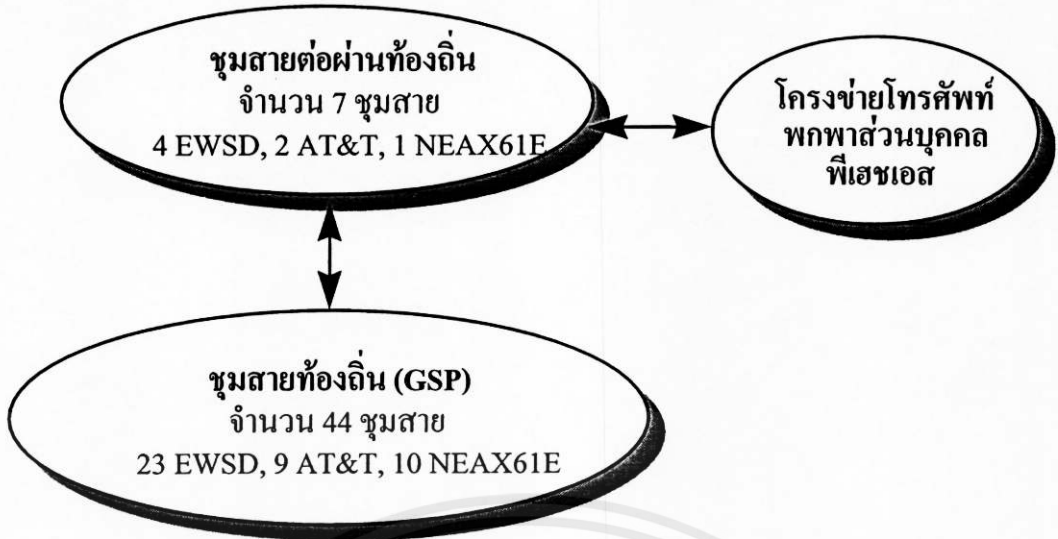 ชุมสายต่อผ่านท้องถิ่น
จำนวน 7 ชุมสาย
4 EWSD, 2 AT&T, 1 NEAX61E
โครงข่ายโทรศัพท์
พกพาส่วนบุคคล
พีเฮชเอส
ชุมสายท้องถิ่น (GSP)
จำนวน 44 ชุมสาย
23 EWSD, 9 AT&T, 10 NEAX61E